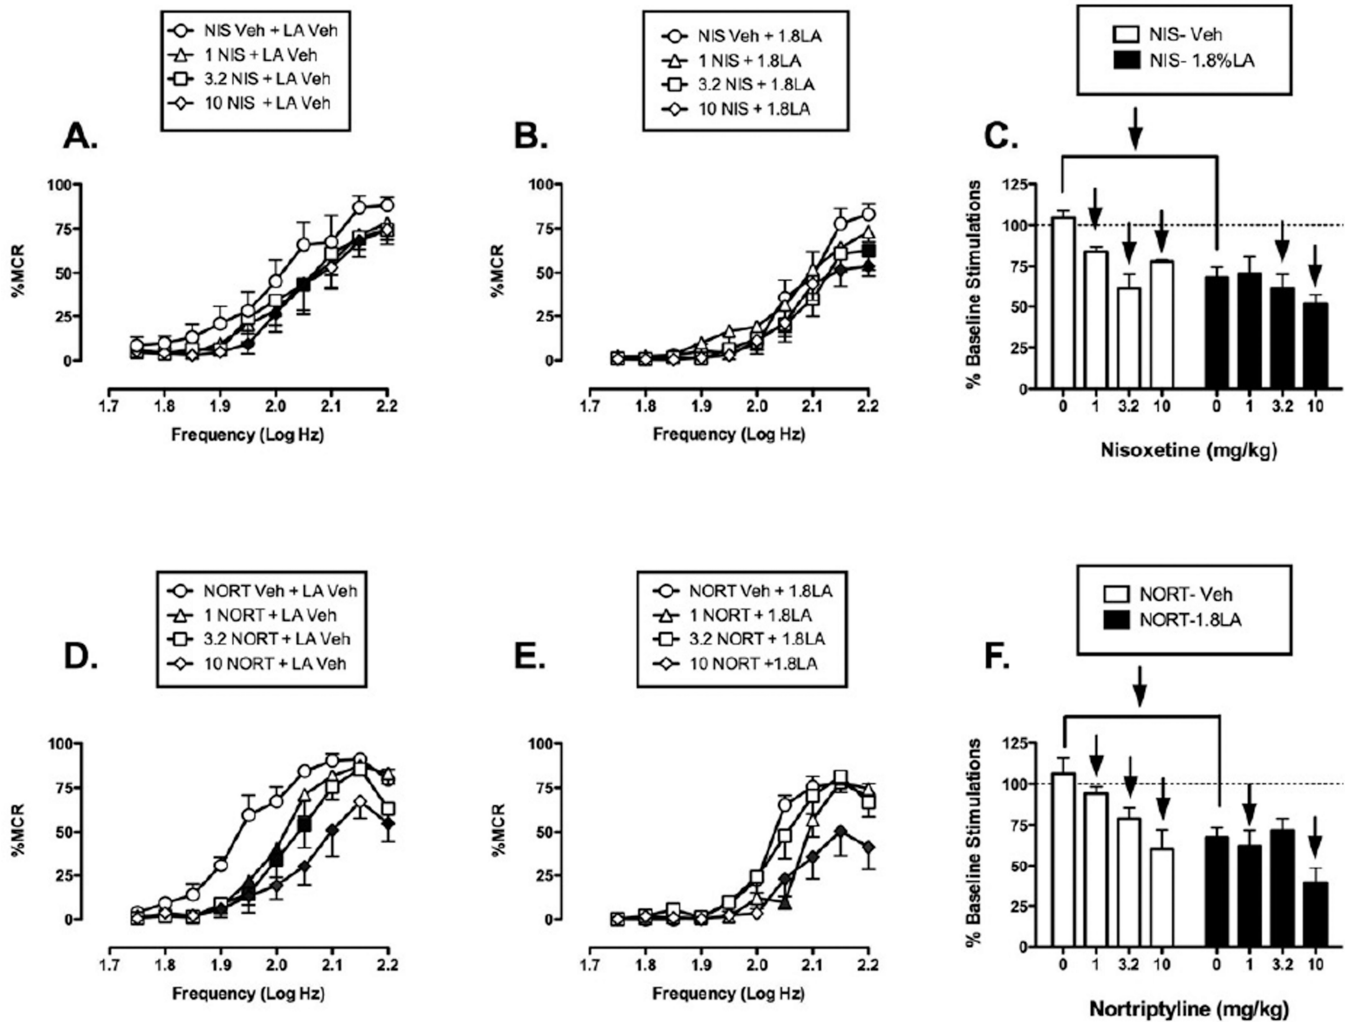 NIS Veh + LA Veh
1 NIS + LA Veh
3.2 NIS + LA Veh
10 NIS + LA Veh
A.
100
75
50
25
0
%MCR
1.7 1.8 1.9 2.0 2.1 2.2
Frequency (Log Hz)
NIS Veh + 1.8LA
1 NIS + 1.8LA
3.2 NIS + 1.8LA
10 NIS + 1.8LA
B.
100
75
50
25
0
%MCR
1.7 1.8 1.9 2.0 2.1 2.2
Frequency (Log Hz)
NIS- Veh
NIS- 1.8%LA
C.
125
100
75
50
25
0
% Baseline Stimulations
0 1 3.2 10 0 1 3.2 10
Nisoxetine (mg/kg)
NORT Veh + LA Veh
1 NORT + LA Veh
3.2 NORT + LA Veh
10 NORT + LA Veh
D.
100
75
50
25
0
%MCR
1.7 1.8 1.9 2.0 2.1 2.2
Frequency (Log Hz)
NORT Veh + 1.8LA
1 NORT + 1.8LA
3.2 NORT + 1.8LA
10 NORT +1.8LA
E.
100
75
50
25
0
%MCR
1.7 1.8 1.9 2.0 2.1 2.2
Frequency (Log Hz)
NORT- Veh
NORT-1.8LA
F.
125
100
75
50
25
0
% Baseline Stimulations
0 1 3.2 10 0 1 3.2 10
Nortriptyline (mg/kg)